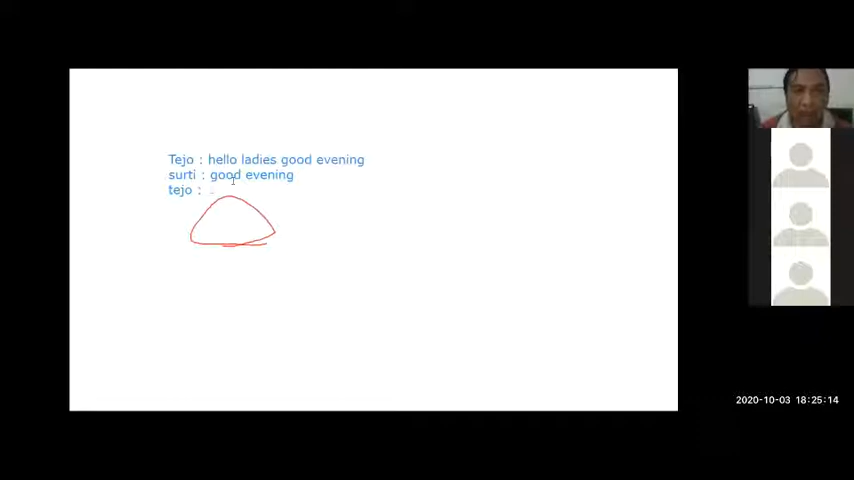 Tejo : hello ladies good evening
surti : good evening
tejo :
2020-10-03 18:25:14